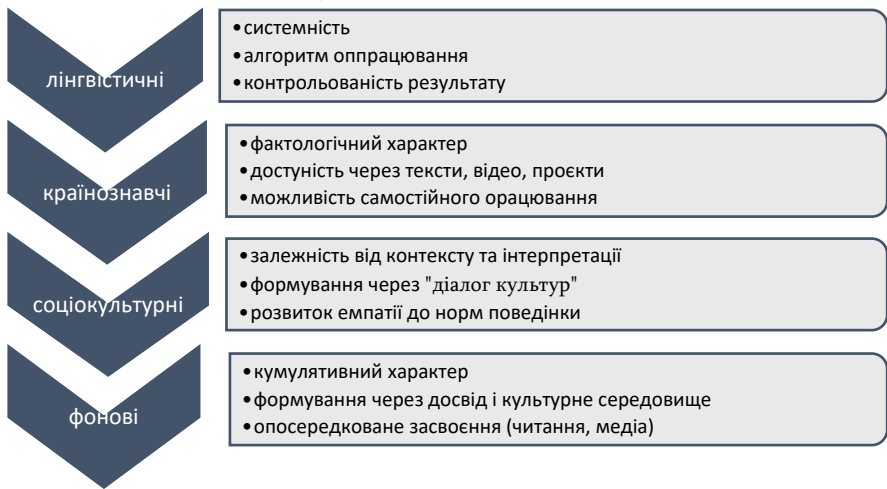 лінгвістичні
•системність
•алгоритм оппрацювання
•контрольованість результату
країнознавчі
•фактологічний характер
•достуність через тексти, відео, проєкти
•можливість самостійного орацювання
соціокультурні
•залежність від контексту та інтерпретації
•формування через "діалог культур"
•розвиток емпатії до норм поведінки
фонові
•кумулятивний характер
•формування через досвід і культурне середовище
•опосередковане засвоєння (читання, медіа)